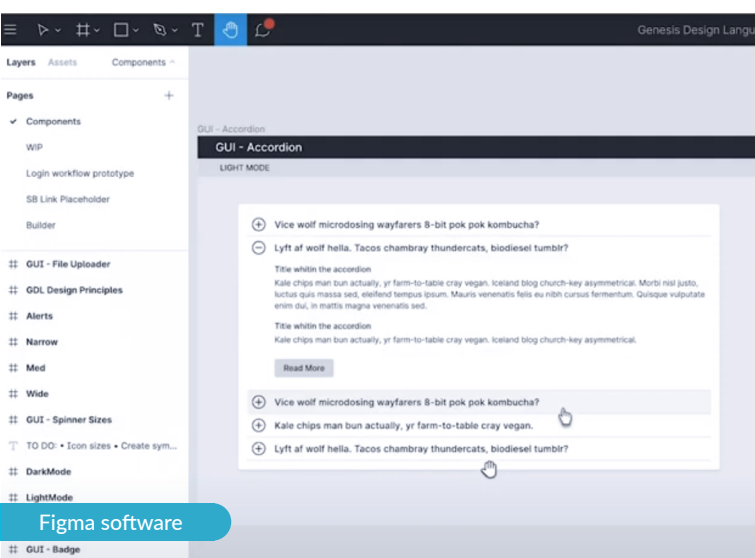 T
Genesis Design Langu
Layers Assets Components
Pages +
Components
WIP
Login workflow prototype
SB Link Placeholder
Builder
GUI - File Uploader
GDL Design Principles
Alerts
Narrow
Med
Wide
GUI - Spinner Sizes
T TO DO: • Icon sizes • Create sym...
DarkMode
LightMode
GUI - Badge
Figma software
GUI - Accordion
GUI - Accordion
LIGHT MODE
Vice wolf microdosing wayfarers 8-bit pok pok kombucha?
Lyft af wolf hella. Tacos chambray thundercats, biodiesel tumblr?
Title whitin the accordion
Kale chips man bun actually, yr farm-to-table cray vegan. Iceland blog church-key asymmetrical. Morbi nisl justo,
luctus quis massa sed, eleifend tempus ipsum. Mauris venenatis felis eu nibh cursus fermentum. Quisque vulputate
enim dui, in mattis magna venenatis sed.
Title whitin the accordion
Kale chips man bun actually, yr farm-to-table cray vegan. Iceland blog church-key asymmetrical.
Read More
Vice wolf microdosing wayfarers 8-bit pok pok kombucha?
Kale chips man bun actually, yr farm-to-table cray vegan.
Lyft af wolf hella. Tacos chambray thundercats, biodiesel tumblr?